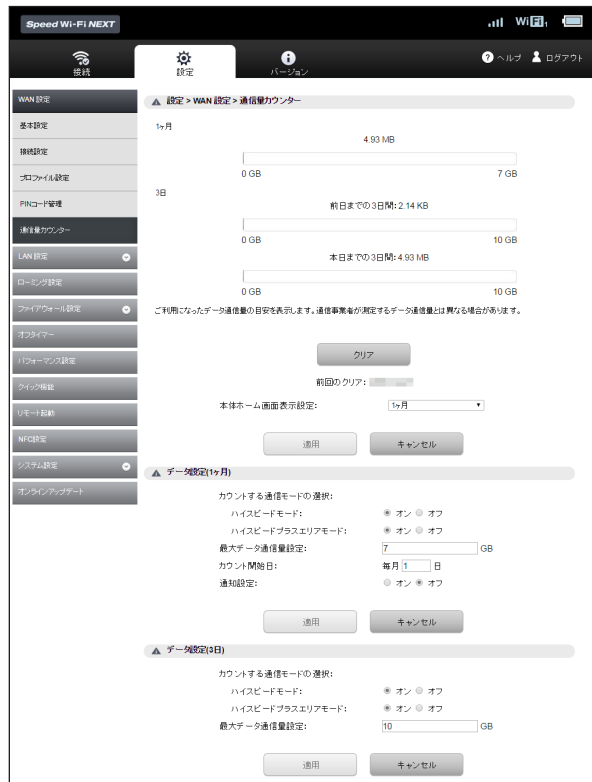 Speed Wi-Fi NEXT
WiFi
接続
設定
バージョン
ヘルプ
ログアウト
WAN 設定
基本設定
接続設定
プロファイル設定
PINコード管理
通信量カウンター
LAN 設定
ローミング設定
ファイアウォール設定
オフタイマー
パフォーマンス設定
クイック機能
リモート起動
NFC設定
システム設定
オンラインアップデート
設定 > WAN 設定 > 通信量カウンター
1ヶ月
4.93 MB
0 GB 7 GB
3日
前日までの3日間: 2.14 KB
0 GB 10 GB
本日までの3日間: 4.93 MB
0 GB 10 GB
ご利用になったデータ通信量の目安を表示します。通信事業者が測定するデータ通信量とは異なる場合があります。
クリア
前回のクリア:
本体ホーム画面表示設定: 1ヶ月
適用 キャンセル
データ設定(1ヶ月)
カウントする通信モードの選択:
ハイスピードモード: オン オフ
ハイスピードプラスエリアモード: オン オフ
最大データ通信量設定: 7 GB
カウント開始日: 毎月 1 日
通知設定: オン オフ
適用 キャンセル
データ設定(3日)
カウントする通信モードの選択:
ハイスピードモード: オン オフ
ハイスピードプラスエリアモード: オン オフ
最大データ通信量設定: 10 GB
適用 キャンセル